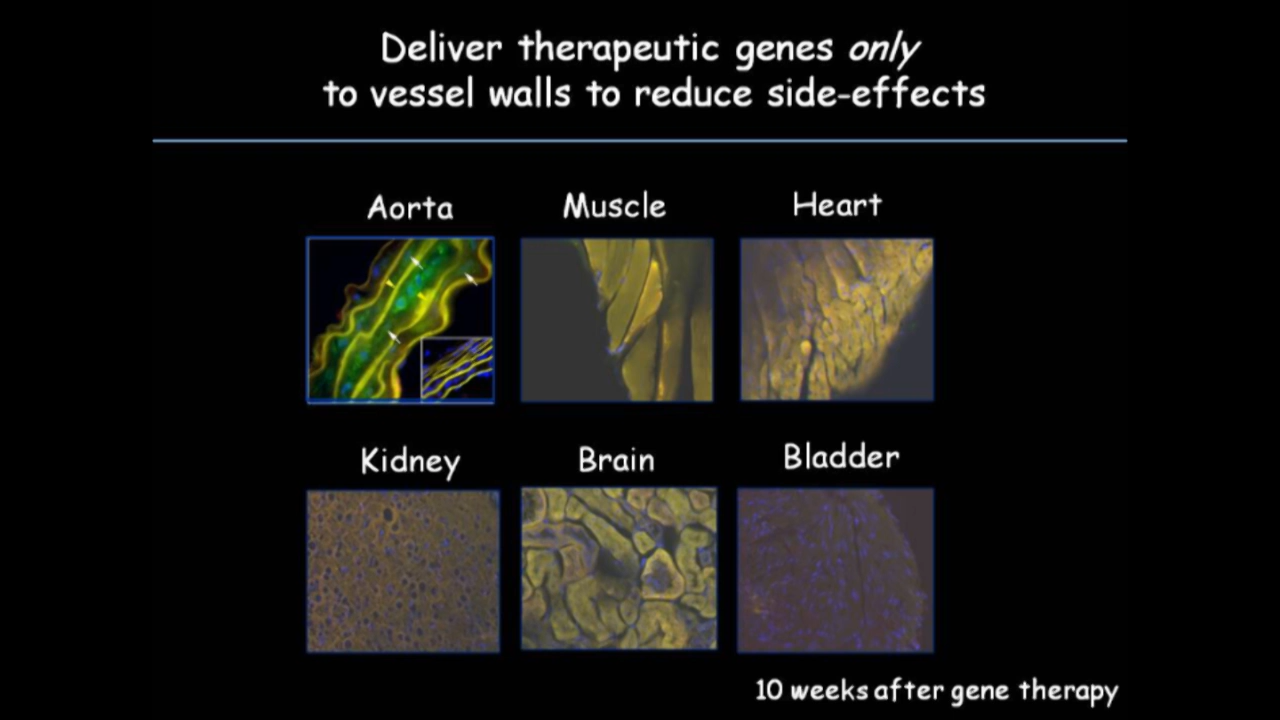 Deliver therapeutic genes only
to vessel walls to reduce side-effects
Aorta
Muscle
Heart
Kidney
Brain
Bladder
10 weeks after gene therapy